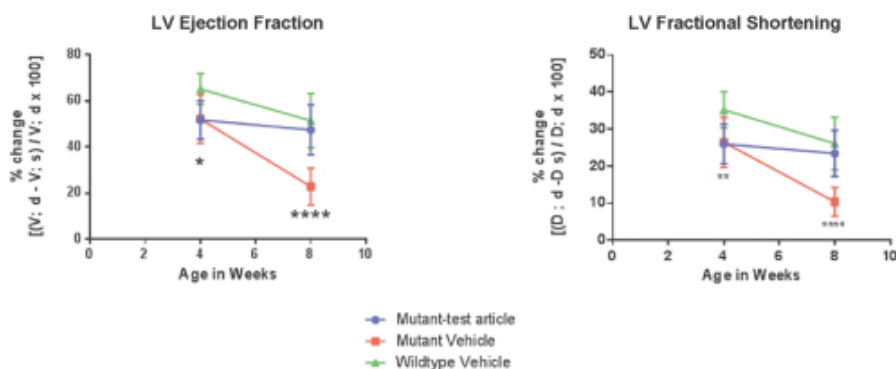 LV Ejection Fraction
% change
[(V; d - V; s) / V; d x 100]
80
60
40
20
0
*
****
0 2 4 6 8 10
Age in Weeks
LV Fractional Shortening
% change
[(D ; d -D s) / D; d x 100]
50
40
30
20
10
0
**
****
0 2 4 6 8 10
Age in Weeks
Mutant-test article
Mutant Vehicle
Wildtype Vehicle